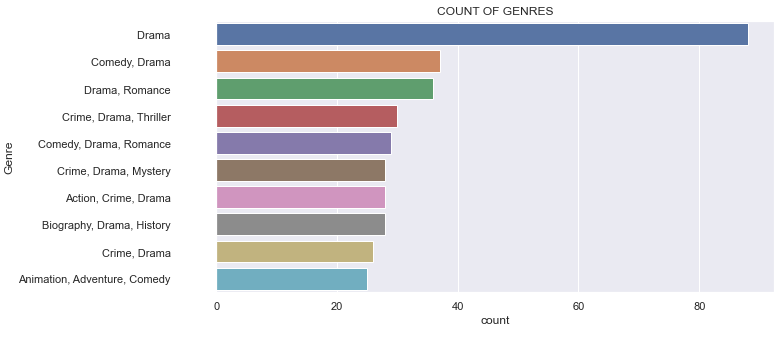 COUNT OF GENRES
Genre
Drama
Comedy, Drama
Drama, Romance
Crime, Drama, Thriller
Comedy, Drama, Romance
Crime, Drama, Mystery
Action, Crime, Drama
Biography, Drama, History
Crime, Drama
Animation, Adventure, Comedy
0 20 40 60 80
count